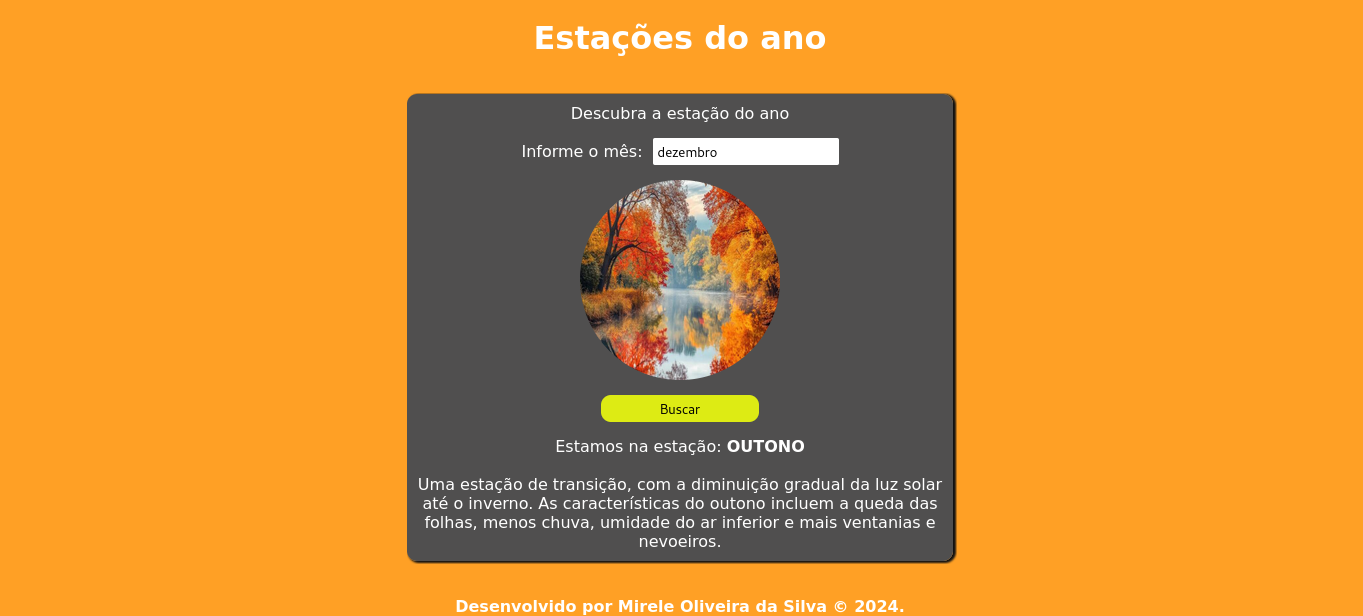 Estações do ano
Descubra a estação do ano
Informe o mês: dezembro
Buscar
Estamos na estação: OUTONO
Uma estação de transição, com a diminuição gradual da luz solar
até o inverno. As características do outono incluem a queda das
folhas, menos chuva, umidade do ar inferior e mais ventanias e
nevoeiros.
Desenvolvido por Mirele Oliveira da Silva © 2024.